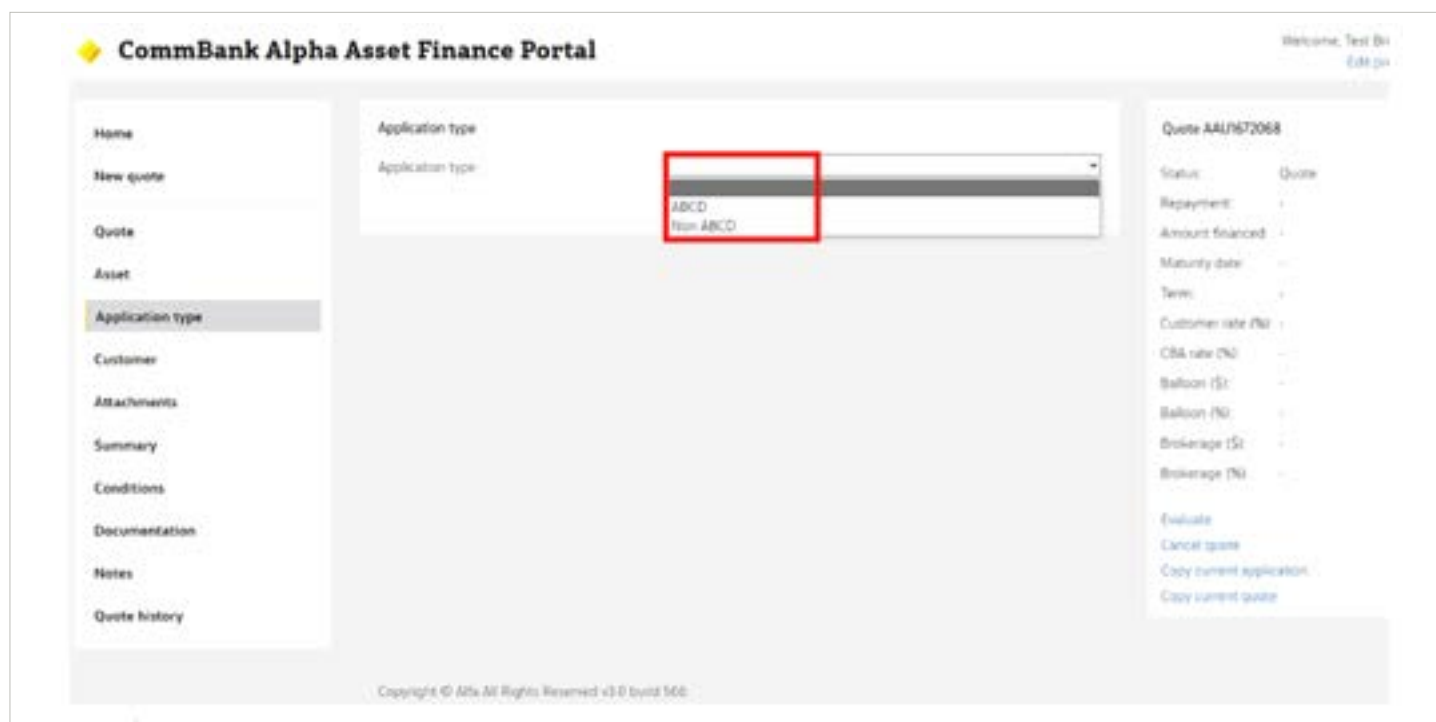 CommBank Alpha Asset Finance Portal
Welcome, Test
Edit
Home
New quote
Quote
Asset
Application type
Customer
Attachments
Summary
Conditions
Documentation
Notes
Quote history
Application type
Application type
ABCD
Non ABCD
Quote AAU1672068
Status: Quote
Repayment: -
Amount financed: -
Maturity date: -
Term: -
Customer rate (%): -
CBA rate (%): -
Balloon ($): -
Balloon (%): -
Brokerage ($): -
Brokerage (%): -
Evaluate
Cancel quote
Copy current application
Copy current quote
Copyright © Alfa All Rights Reserved v3.0 build